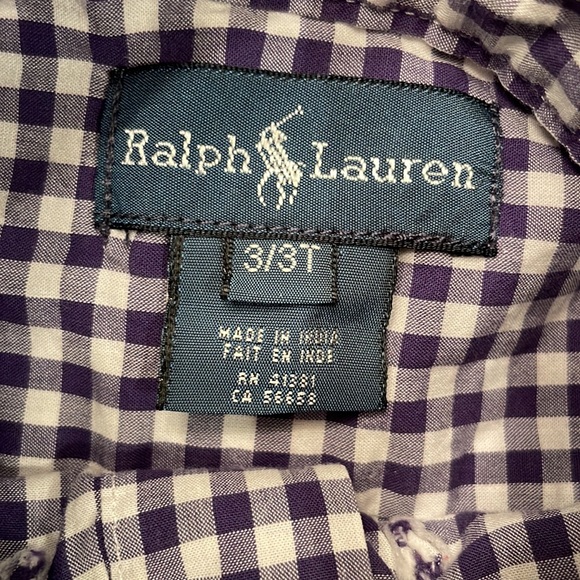 Ralph Lauren
3/3T
MADE IN INDIA
FAIT EN INDE
RN 41381
CA 56658